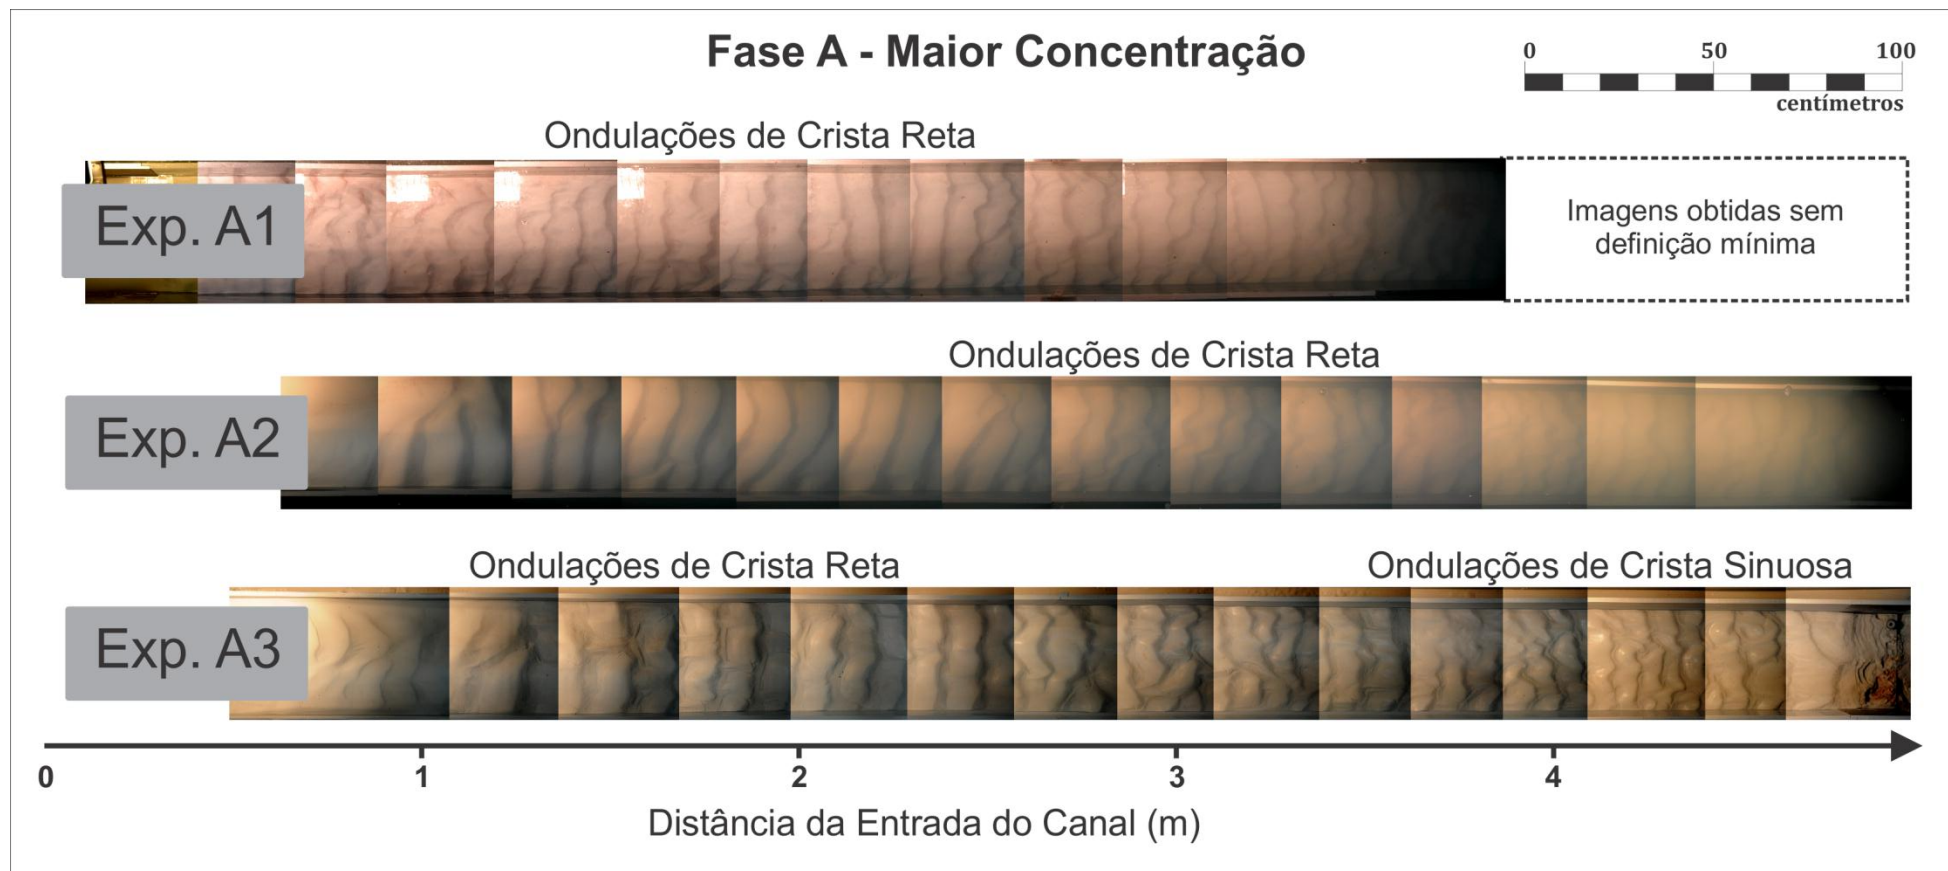 Fase A - Maior Concentração
0 50 100
centímetros
Ondulações de Crista Reta
Exp. A1
Imagens obtidas sem
definição mínima
Ondulações de Crista Reta
Exp. A2
Ondulações de Crista Reta
Ondulações de Crista Sinuosa
Exp. A3
0 1 2 3 4
Distância da Entrada do Canal (m)